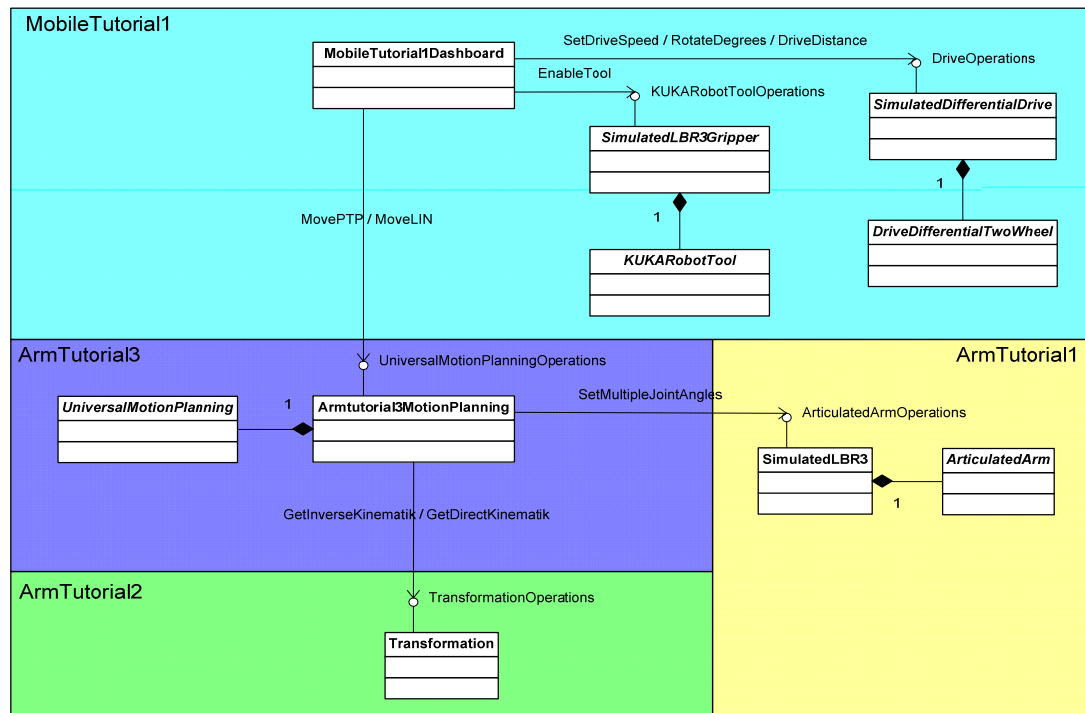 MobileTutorial1
MobileTutorial1Dashboard
SetDriveSpeed / RotateDegrees / DriveDistance
DriveOperations
EnableTool
KUKARobotToolOperations
SimulatedDifferentialDrive
SimulatedLBR3Gripper
1
1
MovePTP / MoveLIN
DriveDifferentialTwoWheel
KUKARobotTool
ArmTutorial3
ArmTutorial1
UniversalMotionPlanningOperations
SetMultipleJointAngles
UniversalMotionPlanning
1
Armtutorial3MotionPlanning
ArticulatedArmOperations
SimulatedLBR3
ArticulatedArm
1
GetInverseKinematik / GetDirectKinematik
ArmTutorial2
TransformationOperations
Transformation